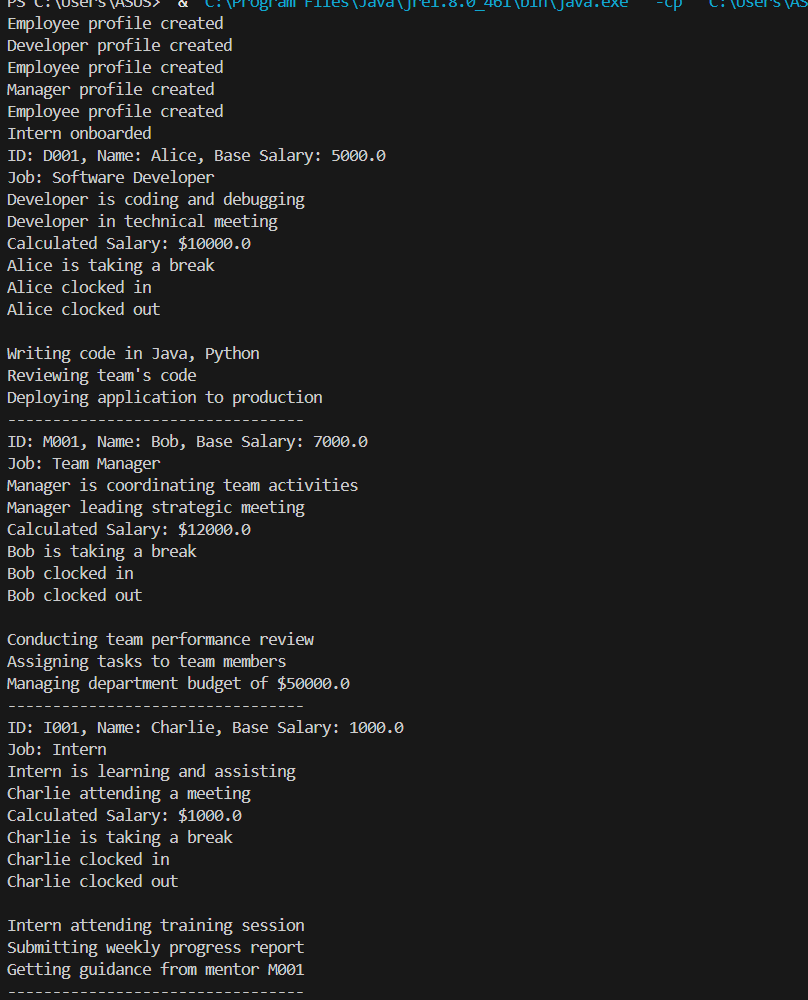 PS C:\Users\ASUS> & 'C:\Program Files\Java\jre1.8.0_461\bin\java.exe' '-cp' 'C:\Users\AS
Employee profile created
Developer profile created
Employee profile created
Manager profile created
Employee profile created
Intern onboarded
ID: D001, Name: Alice, Base Salary: 5000.0
Job: Software Developer
Developer is coding and debugging
Developer in technical meeting
Calculated Salary: $10000.0
Alice is taking a break
Alice clocked in
Alice clocked out
Writing code in Java, Python
Reviewing team's code
Deploying application to production
---------------------------------
ID: M001, Name: Bob, Base Salary: 7000.0
Job: Team Manager
Manager is coordinating team activities
Manager leading strategic meeting
Calculated Salary: $12000.0
Bob is taking a break
Bob clocked in
Bob clocked out
Conducting team performance review
Assigning tasks to team members
Managing department budget of $50000.0
---------------------------------
ID: I001, Name: Charlie, Base Salary: 1000.0
Job: Intern
Intern is learning and assisting
Charlie attending a meeting
Calculated Salary: $1000.0
Charlie is taking a break
Charlie clocked in
Charlie clocked out
Intern attending training session
Submitting weekly progress report
Getting guidance from mentor M001
---------------------------------